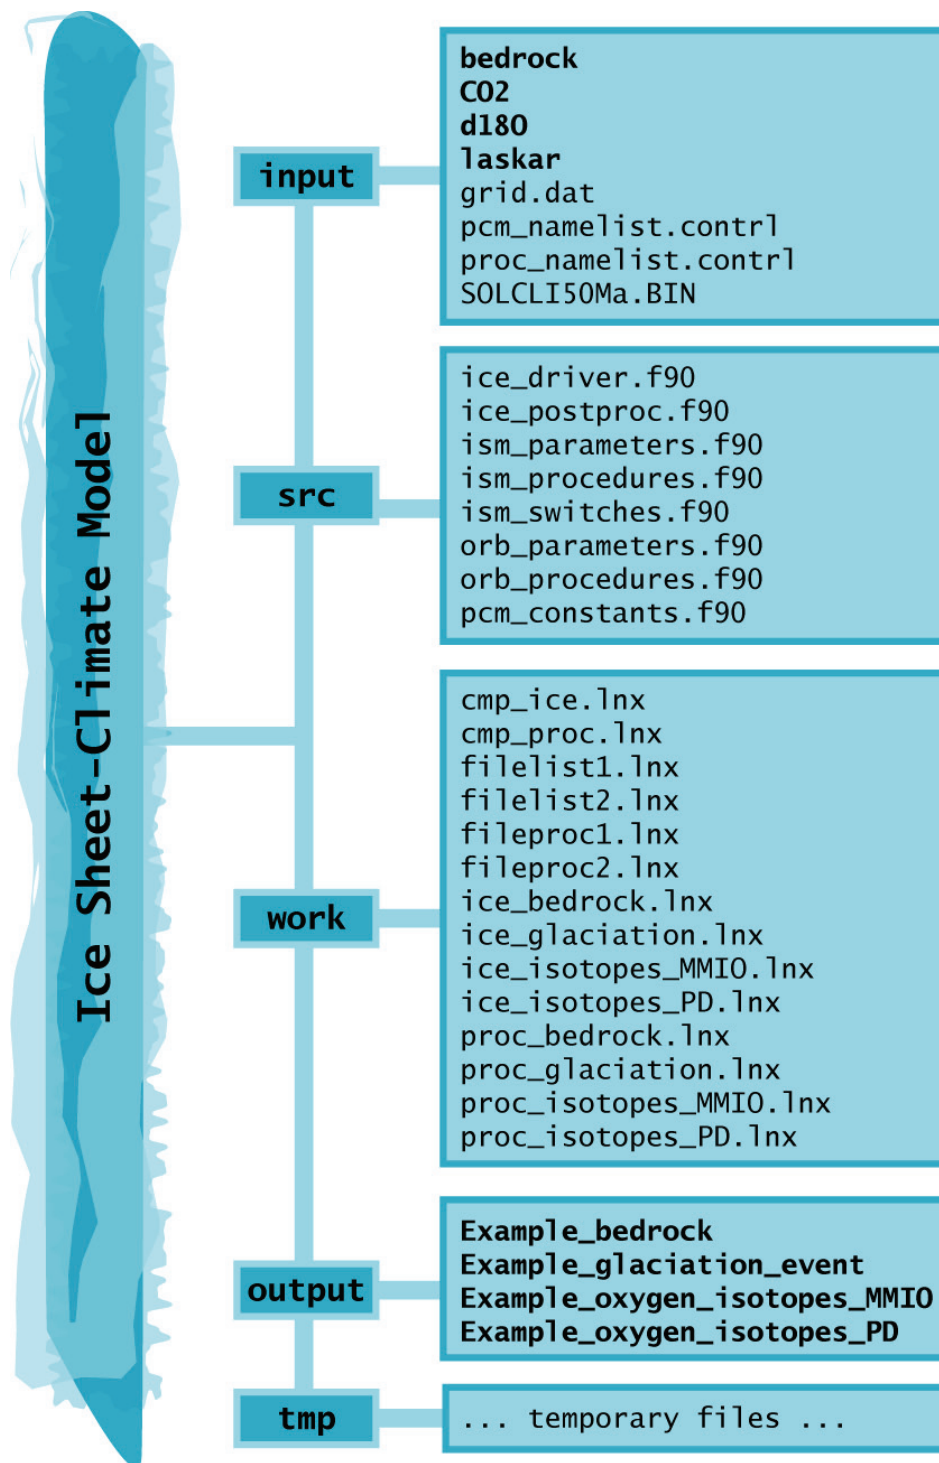 Ice Sheet-Climate Model
input
bedrock
CO2
d18O
laskar
grid.dat
pcm_namelist.contrl
proc_namelist.contrl
SOLCLI50Ma.BIN
src
ice_driver.f90
ice_postproc.f90
ism_parameters.f90
ism_procedures.f90
ism_switches.f90
orb_parameters.f90
orb_procedures.f90
pcm_constants.f90
work
cmp_ice.lnx
cmp_proc.lnx
filelist1.lnx
filelist2.lnx
fileproc1.lnx
fileproc2.lnx
ice_bedrock.lnx
ice_glaciation.lnx
ice_isotopes_MMIO.lnx
ice_isotopes_PD.lnx
proc_bedrock.lnx
proc_glaciation.lnx
proc_isotopes_MMIO.lnx
proc_isotopes_PD.lnx
output
Example_bedrock
Example_glaciation_event
Example_oxygen_isotopes_MMIO
Example_oxygen_isotopes_PD
tmp
... temporary files ...